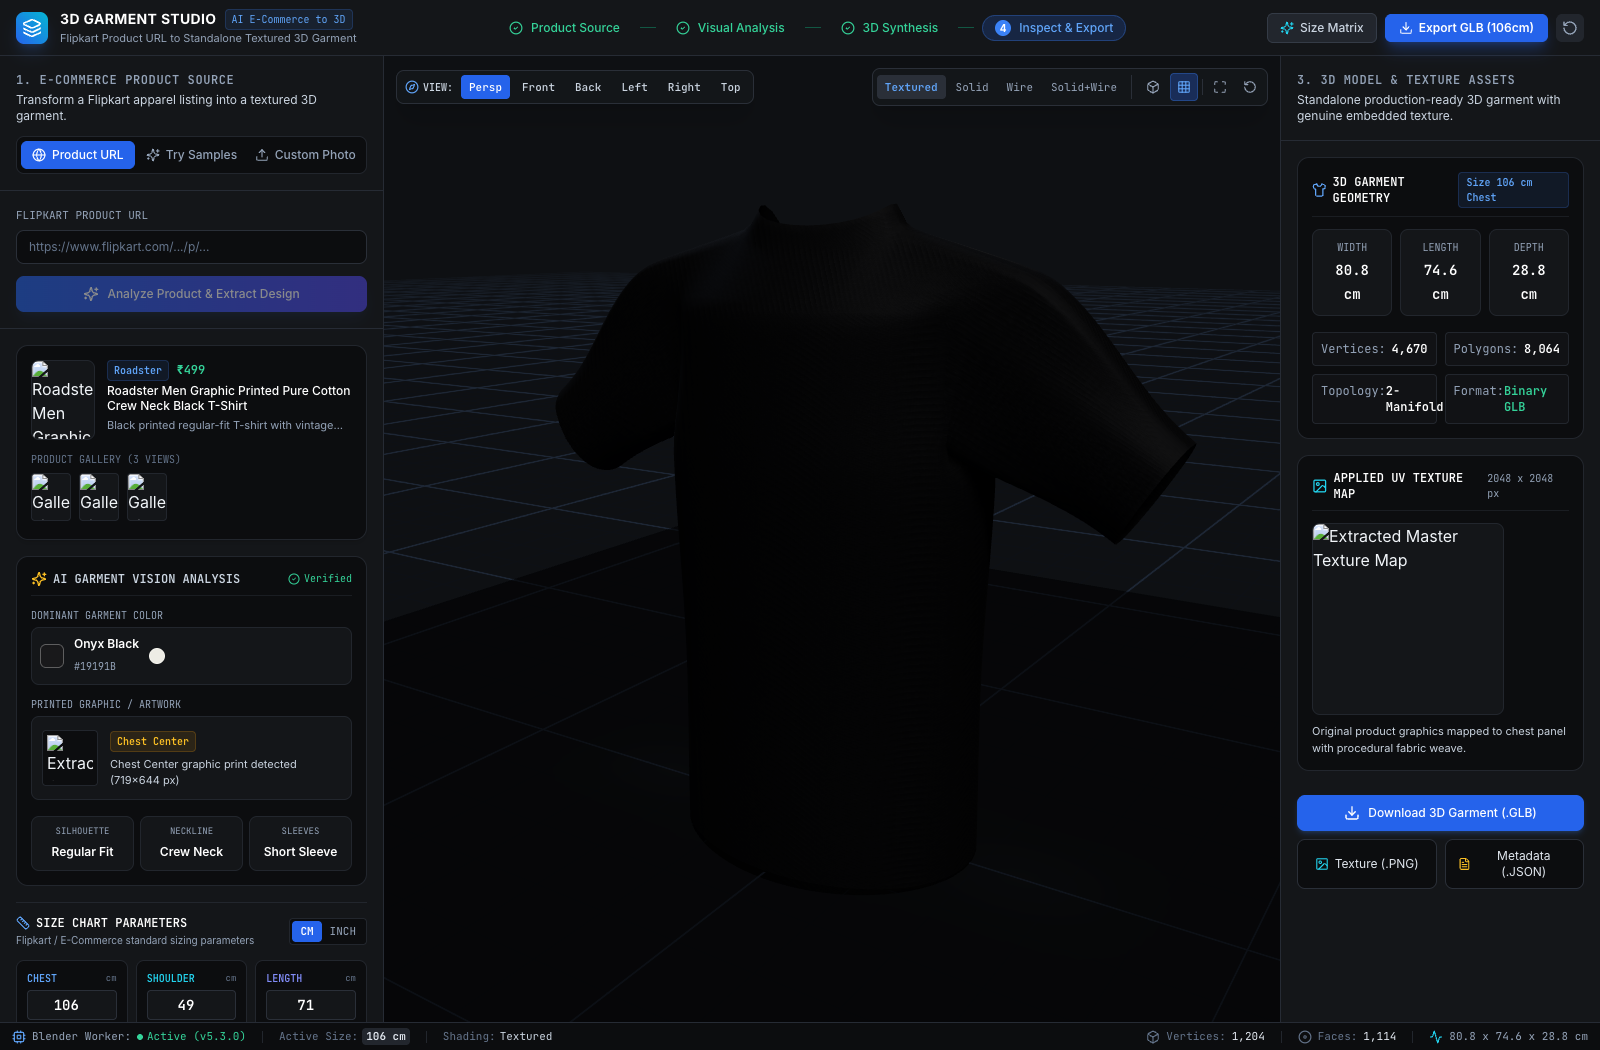 3D GARMENT STUDIO
AI E-Commerce to 3D
Flipkart Product URL to Standalone Textured 3D Garment
Product Source
Visual Analysis
3D Synthesis
4 Inspect & Export
Size Matrix
Export GLB (106cm)
1. E-COMMERCE PRODUCT SOURCE
Transform a Flipkart apparel listing into a textured 3D
garment.
Product URL
Try Samples
Custom Photo
FLIPKART PRODUCT URL
https://www.flipkart.com/.../p/...
Analyze Product & Extract Design
Roadste
Men
Graphic
Roadster
₹499
Roadster Men Graphic Printed Pure Cotton
Crew Neck Black T-Shirt
Black printed regular-fit T-shirt with vintage...
PRODUCT GALLERY (3 VIEWS)
Galle
Galle
Galle
AI GARMENT VISION ANALYSIS
Verified
DOMINANT GARMENT COLOR
Onyx Black
#19191B
PRINTED GRAPHIC / ARTWORK
Extrac
Chest Center
Chest Center graphic print detected
(719×644 px)
SILHOUETTE
Regular Fit
NECKLINE
Crew Neck
SLEEVES
Short Sleeve
SIZE CHART PARAMETERS
Flipkart / E-Commerce standard sizing parameters
CM
INCH
CHEST cm
106
SHOULDER cm
49
LENGTH cm
71
VIEW:
Persp
Front
Back
Left
Right
Top
Textured
Solid
Wire
Solid+Wire
3. 3D MODEL & TEXTURE ASSETS
Standalone production-ready 3D garment with
genuine embedded texture.
3D GARMENT
GEOMETRY
Size 106 cm
Chest
WIDTH
80.8
cm
LENGTH
74.6
cm
DEPTH
28.8
cm
Vertices: 4,670
Polygons: 8,064
Topology: 2-
Manifold
Format: Binary
GLB
APPLIED UV TEXTURE
MAP
2048 x 2048
px
Extracted Master
Texture Map
Original product graphics mapped to chest panel
with procedural fabric weave.
Download 3D Garment (.GLB)
Texture (.PNG)
Metadata
(.JSON)
Blender Worker: Active (v5.3.0)
Active Size: 106 cm
Shading: Textured
Vertices: 1,204
Faces: 1,114
80.8 x 74.6 x 28.8 cm